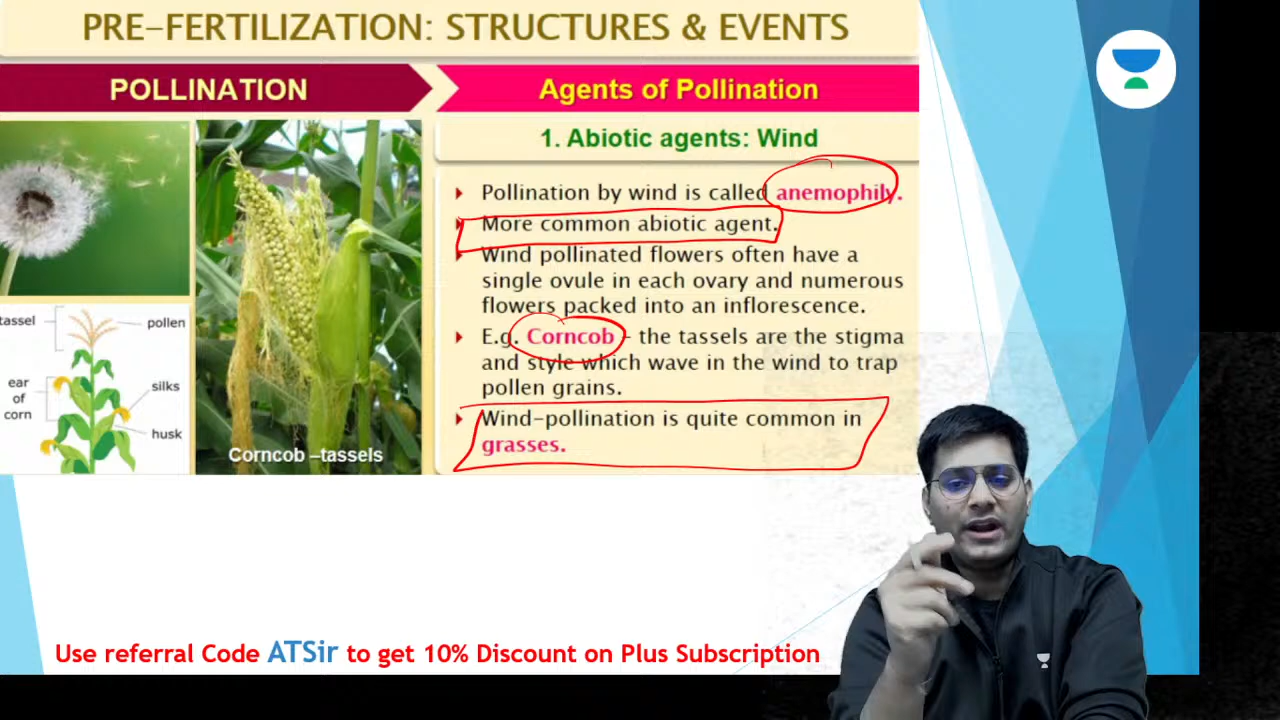 PRE-FERTILIZATION: STRUCTURES & EVENTS
POLLINATION
Agents of Pollination
1. Abiotic agents: Wind
Pollination by wind is called anemophily.
More common abiotic agent.
Wind pollinated flowers often have a
single ovule in each ovary and numerous
flowers packed into an inflorescence.
E.g. Corncob - the tassels are the stigma
and style which wave in the wind to trap
pollen grains.
Wind-pollination is quite common in
grasses.
tassel
pollen
ear
of
corn
silks
husk
Corncob –tassels
Use referral Code ATSir to get 10% Discount on Plus Subscription